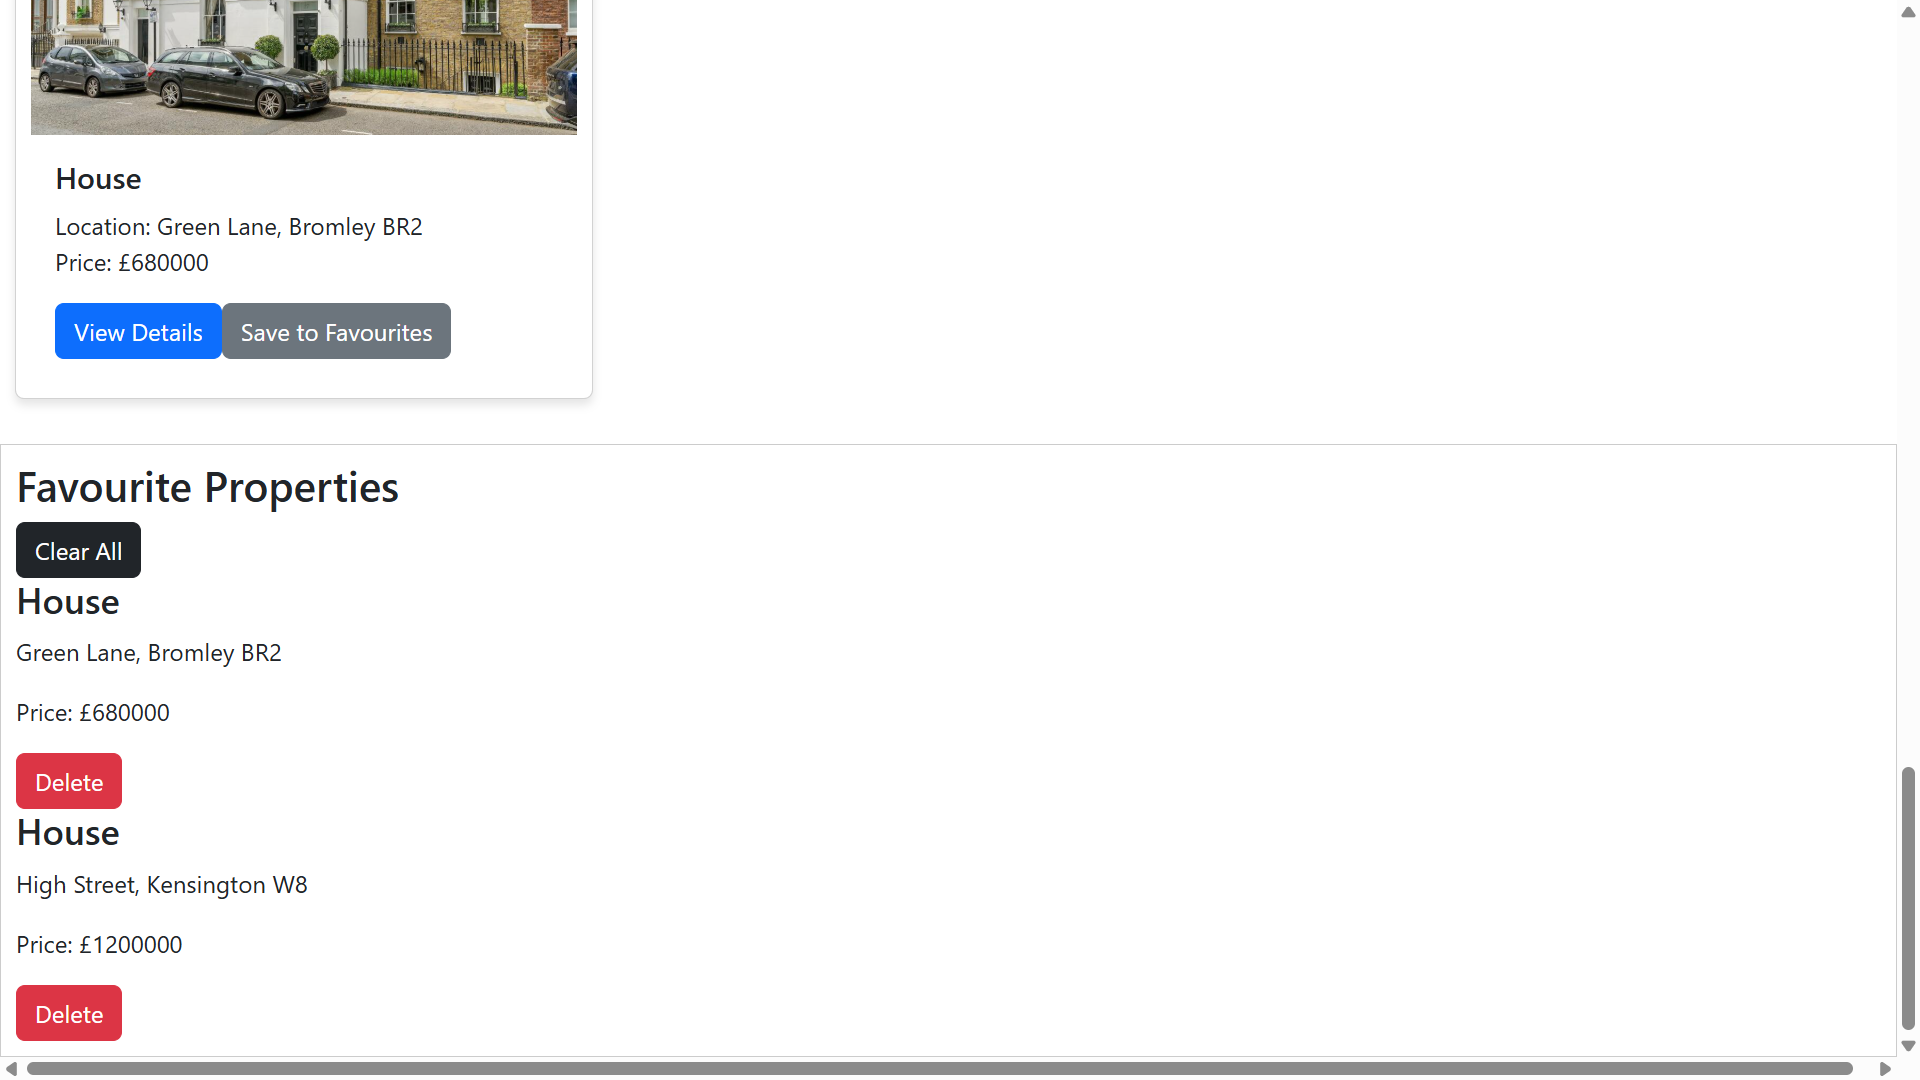 House
Location: Green Lane, Bromley BR2
Price: £680000
View Details Save to Favourites
Favourite Properties
Clear All
House
Green Lane, Bromley BR2
Price: £680000
Delete
House
High Street, Kensington W8
Price: £1200000
Delete